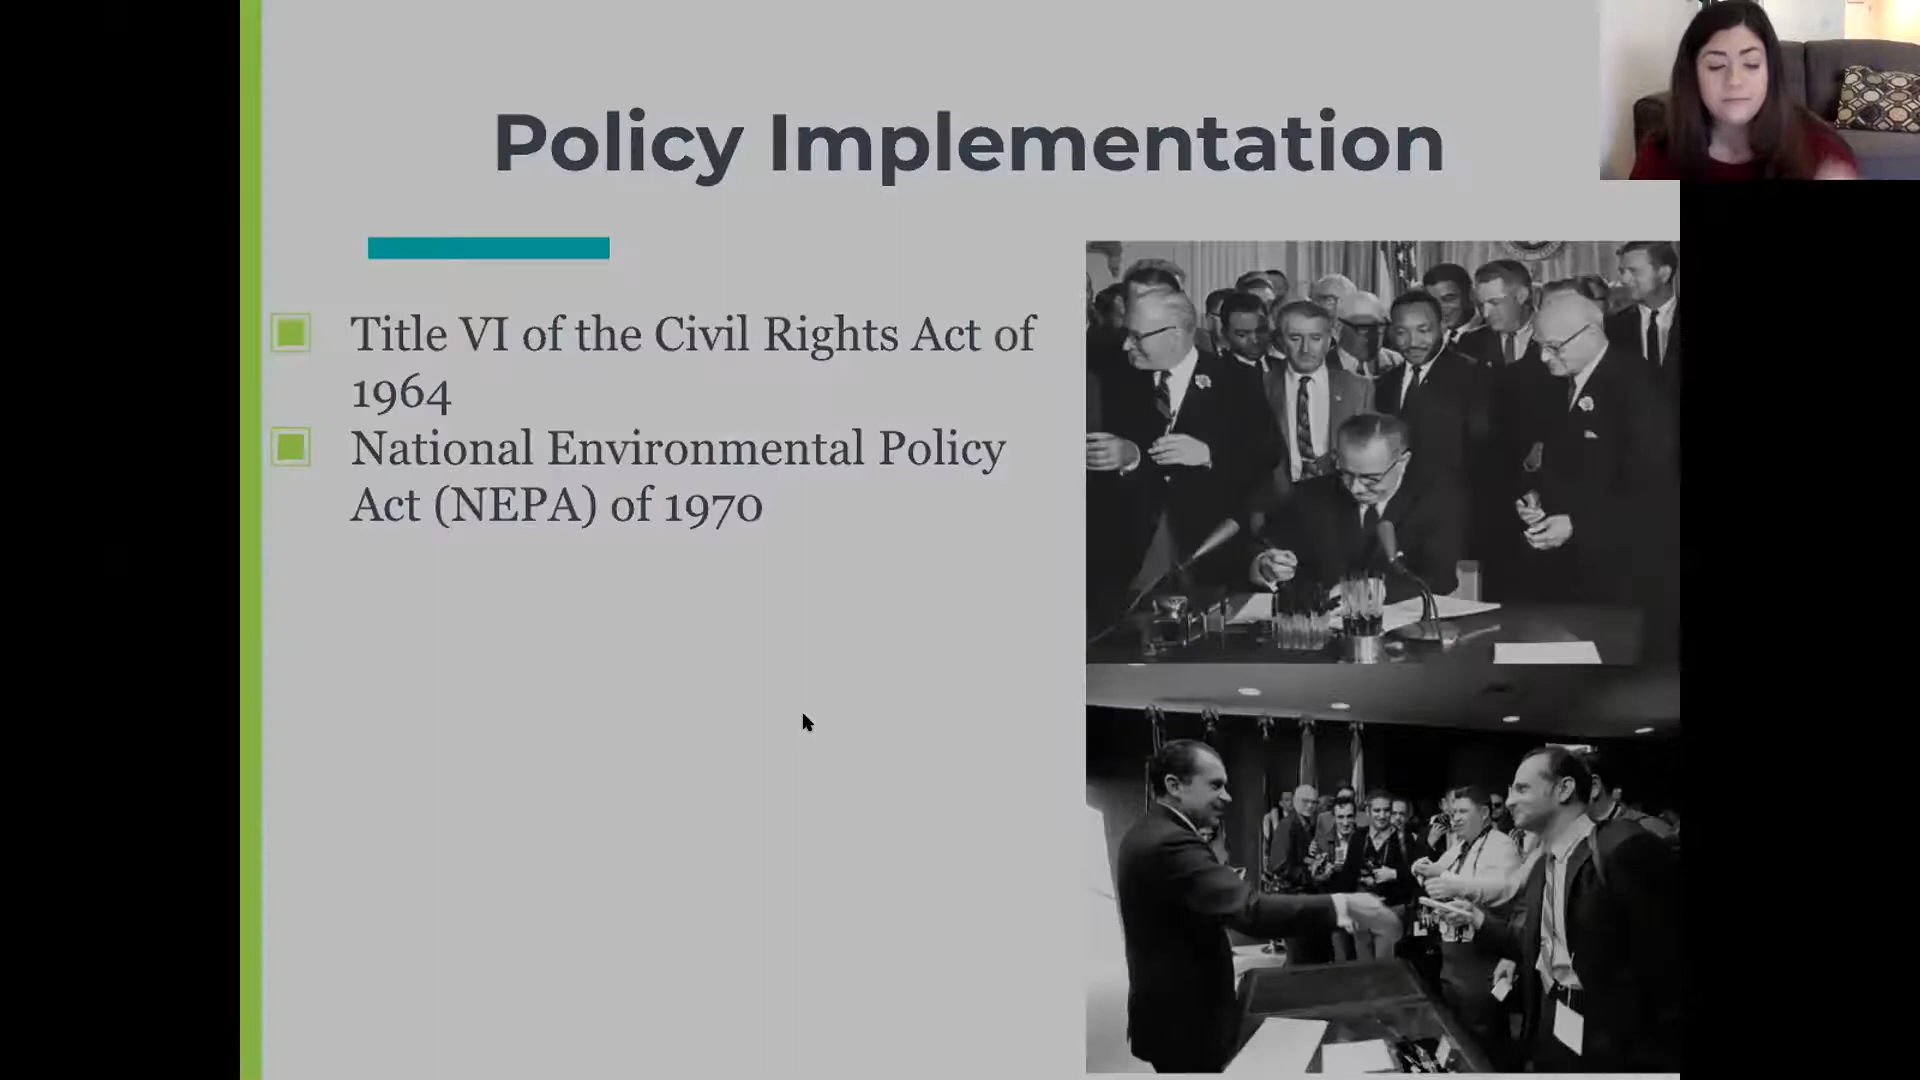 Policy Implementation
Title VI of the Civil Rights Act of
1964
National Environmental Policy
Act (NEPA) of 1970